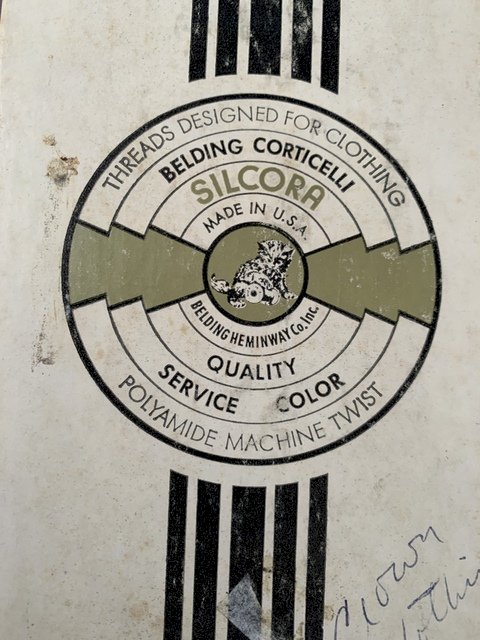 THREADS DESIGNED FOR CLOTHING
BELDING CORTICELLI
SILCORA
MADE IN U.S.A.
BELDING HEMINWAY Co. Inc.
QUALITY
SERVICE COLOR
POLYAMIDE MACHINE TWIST